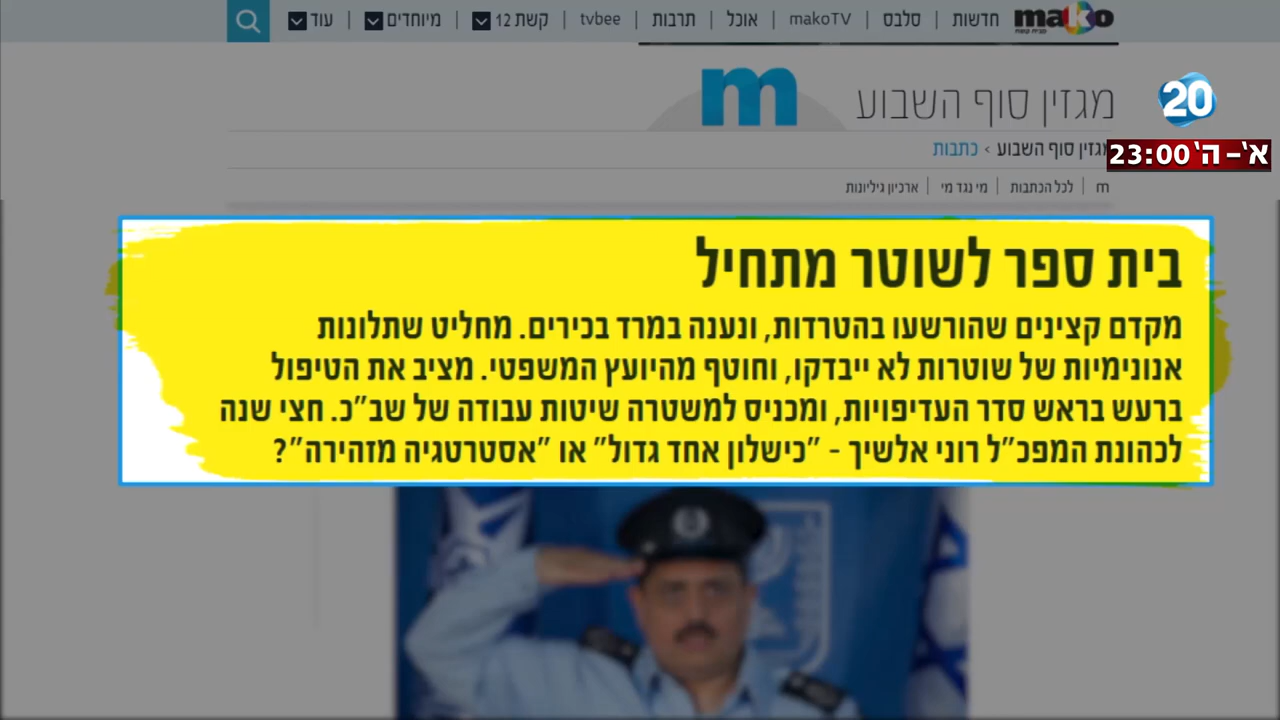 mako חדשות | סלבס | makoTV | אוכל | תרבות | tvbee | קשת 12 | מיוחדים | עוד
מגזין סוף השבוע m
20
מגזין סוף השבוע > כתבות
א'-ה' 23:00
m | לכל הכתבות | מי נגד מי | ארכיון גיליונות
בית ספר לשוטר מתחיל
מקדם קצינים שהורשעו בהטרדות, ונענה במרד בכירים. מחליט שתלונות
אנונימיות של שוטרות לא ייבדקו, וחוטף מהיועץ המשפטי. מציב את הטיפול
ברעש בראש סדר העדיפויות, ומכניס למשטרה שיטות עבודה של שב"כ. חצי שנה
לכהונת המפכ"ל רוני אלשיך - "כישלון אחד גדול" או "אסטרטגיה מזהירה"?